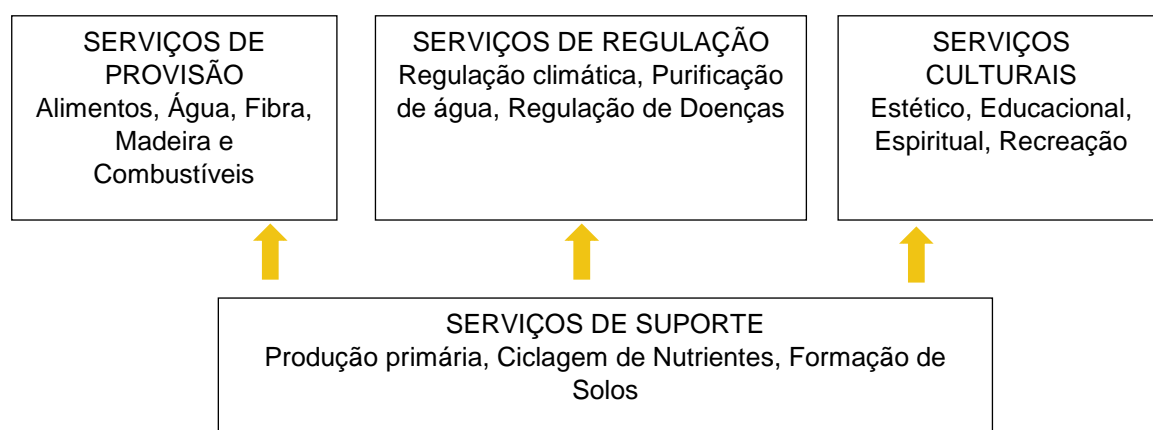 SERVIÇOS DE
PROVISÃO
Alimentos, Água, Fibra,
Madeira e
Combustíveis
SERVIÇOS DE REGULAÇÃO
Regulação climática, Purificação
de água, Regulação de Doenças
SERVIÇOS
CULTURAIS
Estético, Educacional,
Espiritual, Recreação
SERVIÇOS DE SUPORTE
Produção primária, Ciclagem de Nutrientes, Formação de
Solos